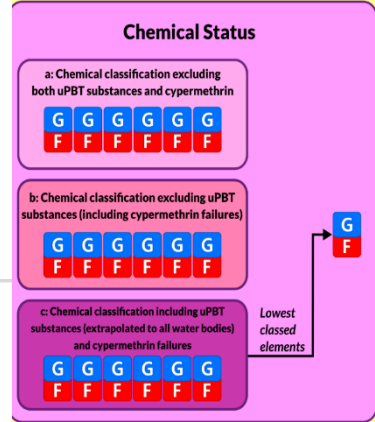 Chemical Status
a: Chemical classification excluding
both uPBT substances and cypermethrin
G G G G G G
F F F F F F
b: Chemical classification excluding uPBT
substances (including cypermethrin failures)
G G G G G G
F F F F F F
c: Chemical classification including uPBT
substances (extrapolated to all water bodies)
and cypermethrin failures
G G G G G G
F F F F F F
Lowest
classed
elements
G
F